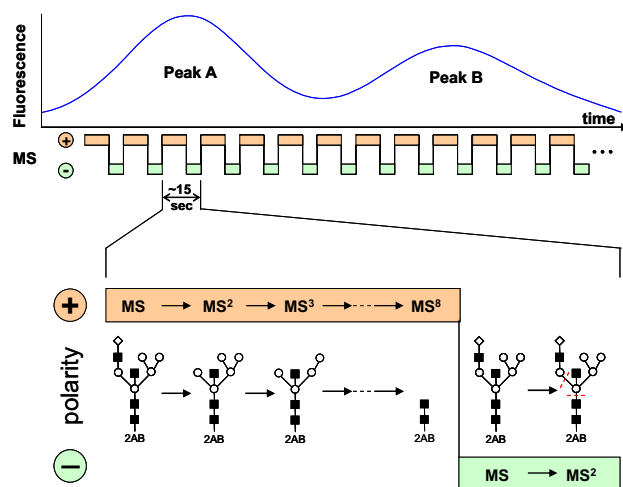 Fluorescence
Peak A
Peak B
time
+
MS
-
...
~15
sec
+
MS MS² MS³ MS⁸
polarity
2AB 2AB 2AB 2AB 2AB 2AB
−
MS MS²